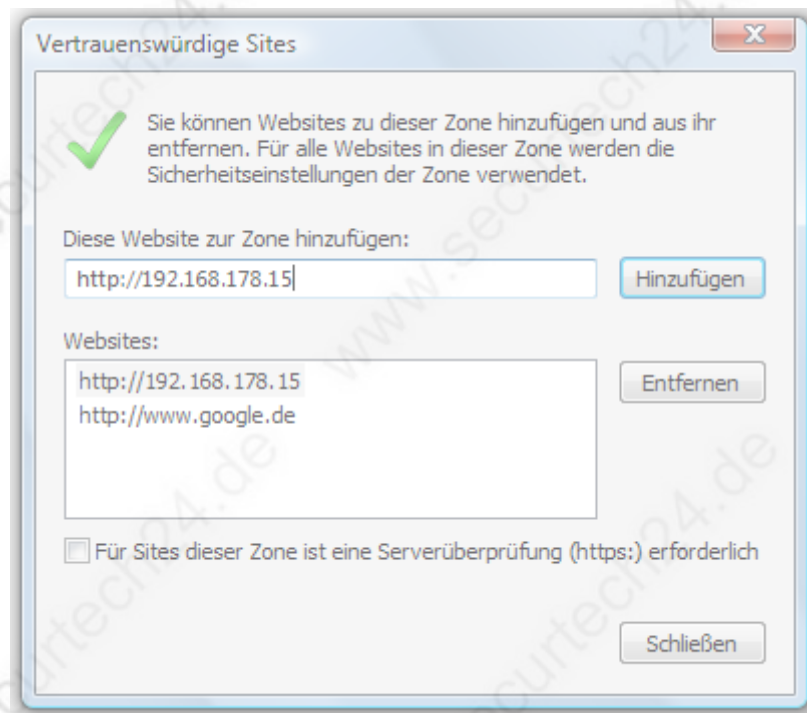 Vertrauenswürdige Sites
X
Sie können Websites zu dieser Zone hinzufügen und aus ihr
entfernen. Für alle Websites in dieser Zone werden die
Sicherheitseinstellungen der Zone verwendet.
Diese Website zur Zone hinzufügen:
http://192.168.178.15
Hinzufügen
Websites:
http://192.168.178.15
Entfernen
http://www.google.de
Für Sites dieser Zone ist eine Serverüberprüfung (https:) erforderlich
Schließen
www.securtech24.de